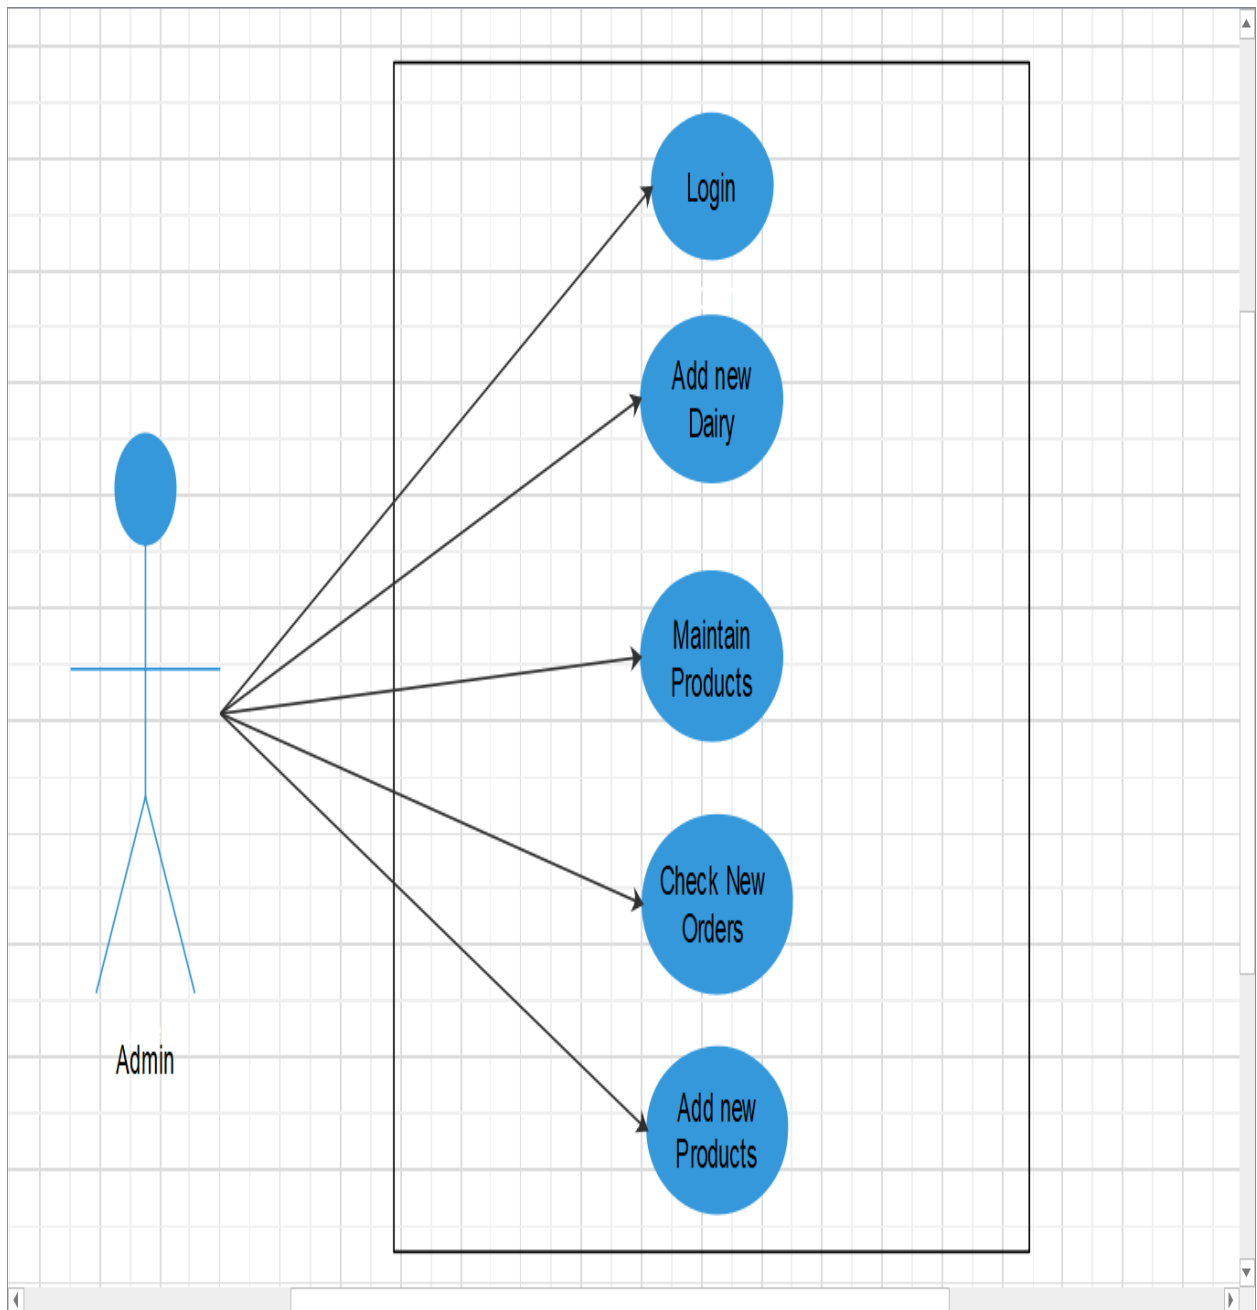 Login
Add new
Dairy
Maintain
Products
Check New
Orders
Admin
Add new
Products